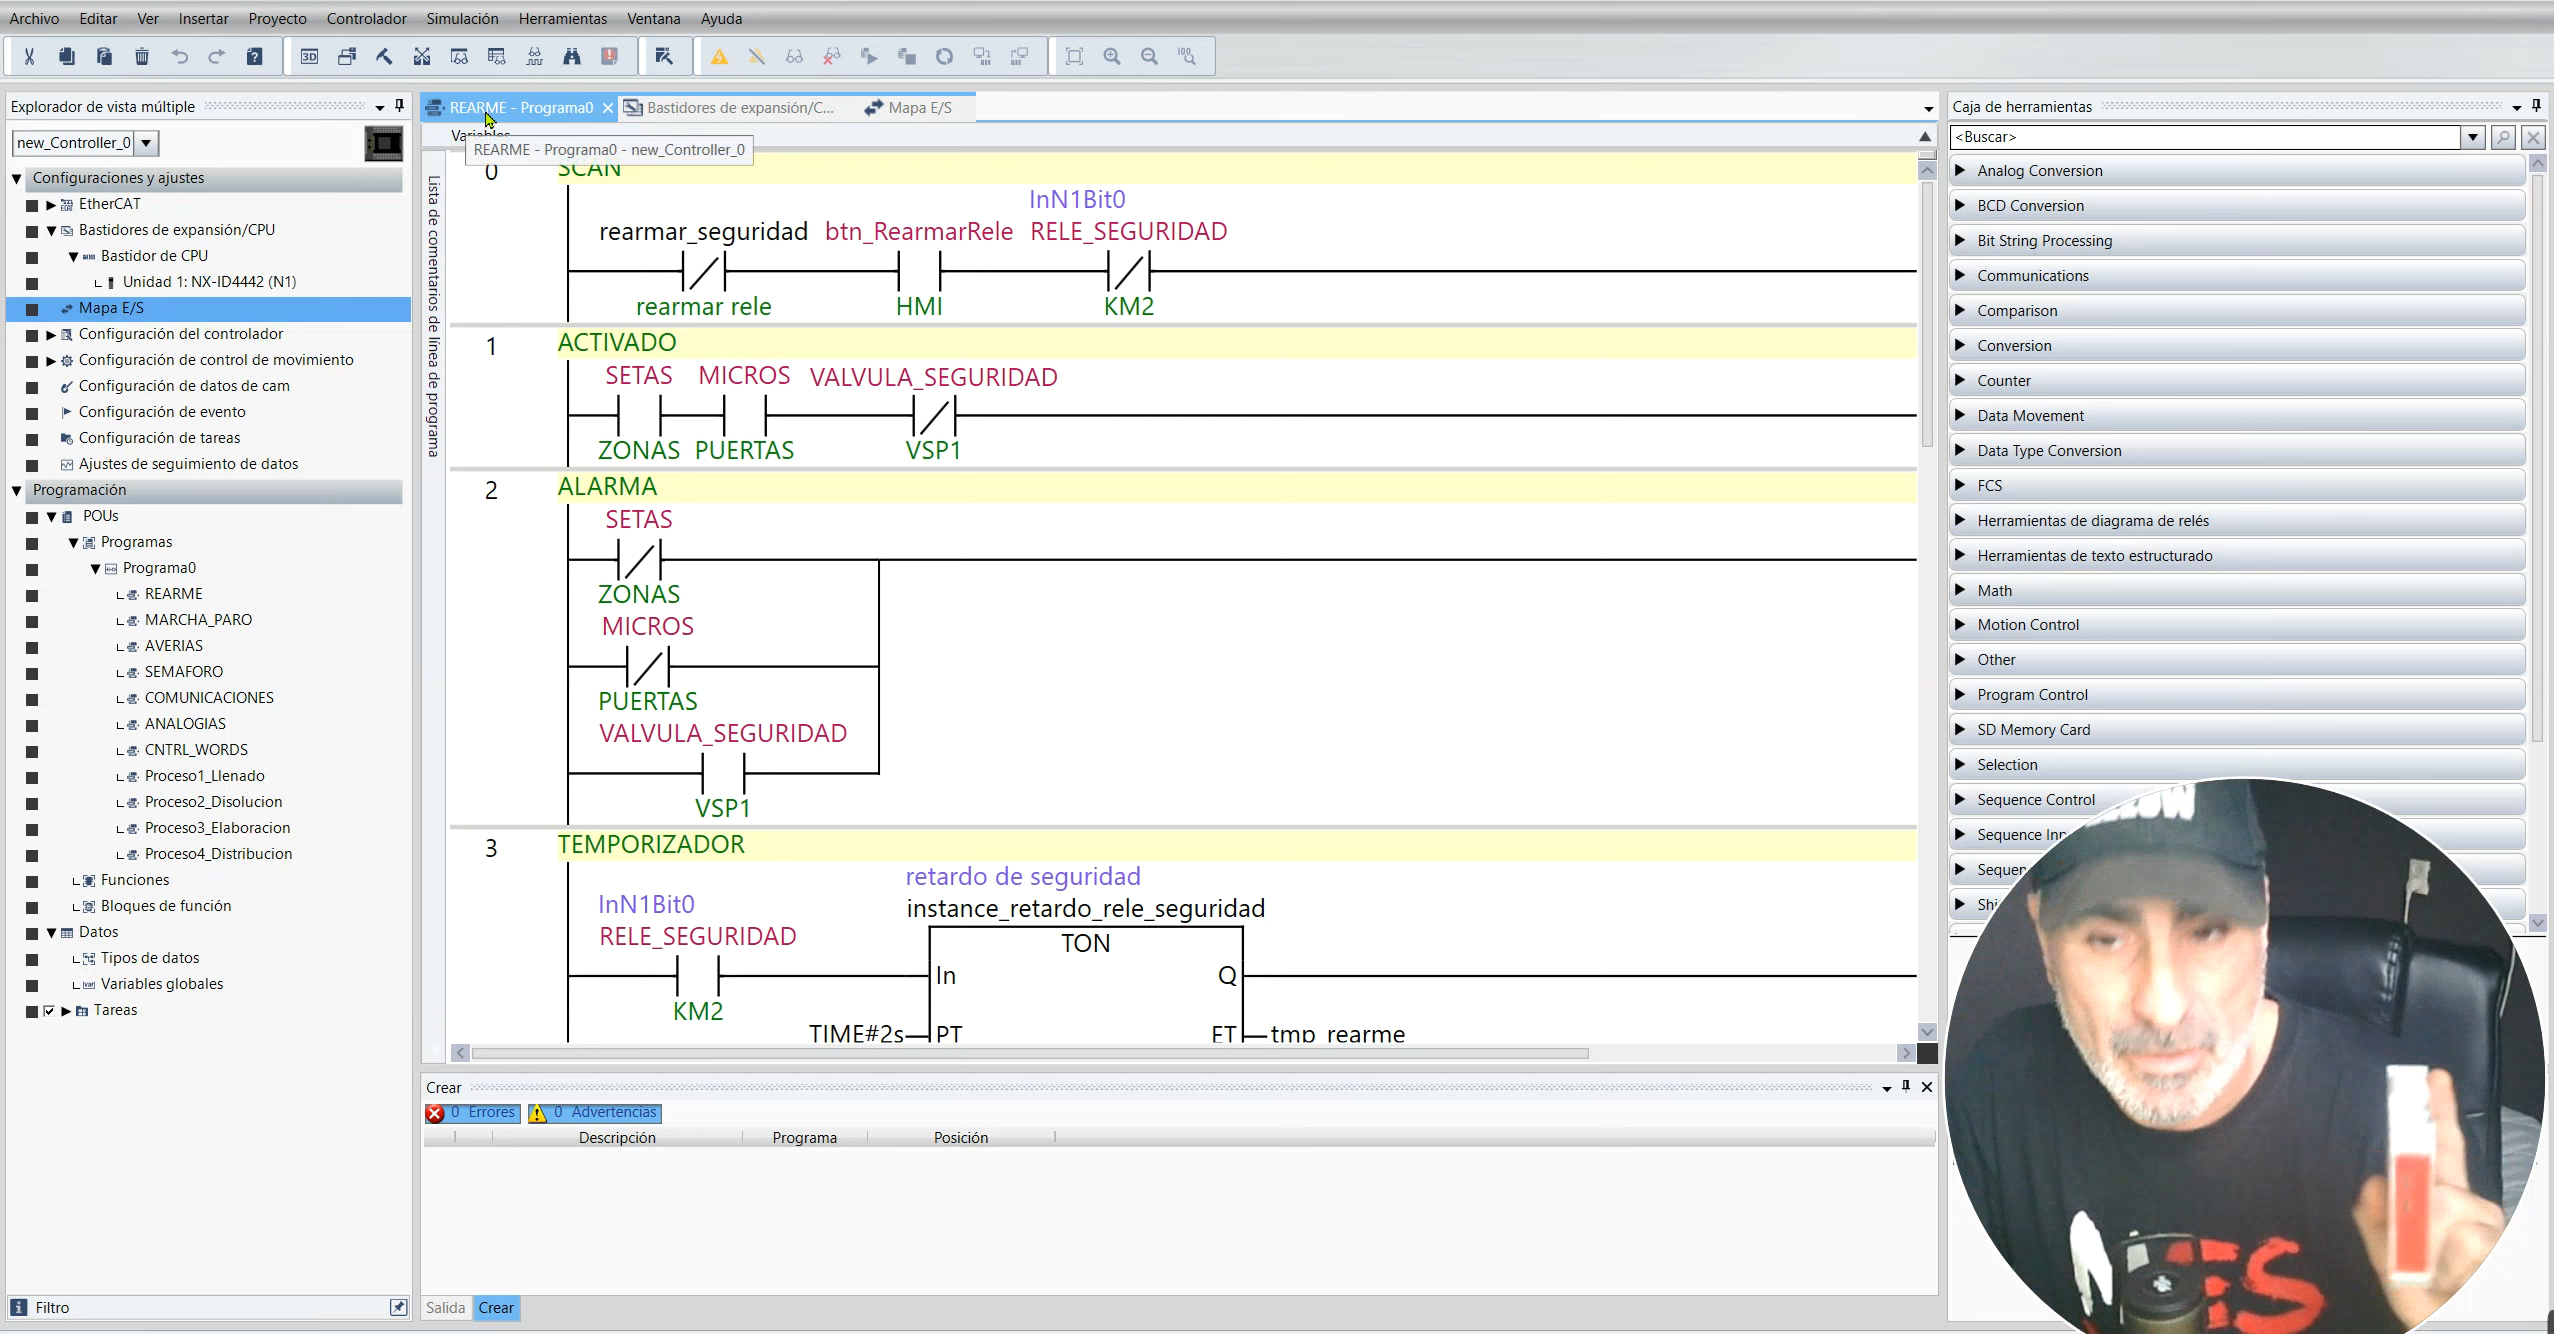 Archivo Editar Ver Insertar Proyecto Controlador Simulación Herramientas Ventana Ayuda
Explorador de vista múltiple
new_Controller_0
Configuraciones y ajustes
EtherCAT
Bastidores de expansión/CPU
Bastidor de CPU
Unidad 1: NX-ID4442 (N1)
Mapa E/S
Configuración del controlador
Configuración de control de movimiento
Configuración de datos de cam
Configuración de evento
Configuración de tareas
Ajustes de seguimiento de datos
Programación
POUs
Programas
Programa0
REARME
MARCHA_PARO
AVERIAS
SEMAFORO
COMUNICACIONES
ANALOGIAS
CNTRL_WORDS
Proceso1_Llenado
Proceso2_Disolucion
Proceso3_Elaboracion
Proceso4_Distribucion
Funciones
Bloques de función
Datos
Tipos de datos
Variables globales
Tareas
Filtro
REARME - Programa0 Bastidores de expansión/C... Mapa E/S
Variables
REARME - Programa0 - new_Controller_0
Lista de comentarios de línea de programa
0 SCAN
InN1Bit0
rearmar_seguridad btn_RearmarRele RELE_SEGURIDAD
rearmar rele HMI KM2
1 ACTIVADO
SETAS MICROS VALVULA_SEGURIDAD
ZONAS PUERTAS VSP1
2 ALARMA
SETAS
ZONAS
MICROS
PUERTAS
VALVULA_SEGURIDAD
VSP1
3 TEMPORIZADOR
retardo de seguridad
InN1Bit0 instance_retardo_rele_seguridad
RELE_SEGURIDAD TON
In Q
KM2
TIME#2s PT ET tmp_rearme
Crear
0 Errores 0 Advertencias
Descripción Programa Posición
Salida Crear
Caja de herramientas
<Buscar>
Analog Conversion
BCD Conversion
Bit String Processing
Communications
Comparison
Conversion
Counter
Data Movement
Data Type Conversion
FCS
Herramientas de diagrama de relés
Herramientas de texto estructurado
Math
Motion Control
Other
Program Control
SD Memory Card
Selection
Sequence Control
Sequence Inp
Sequen
Shi
3D
100